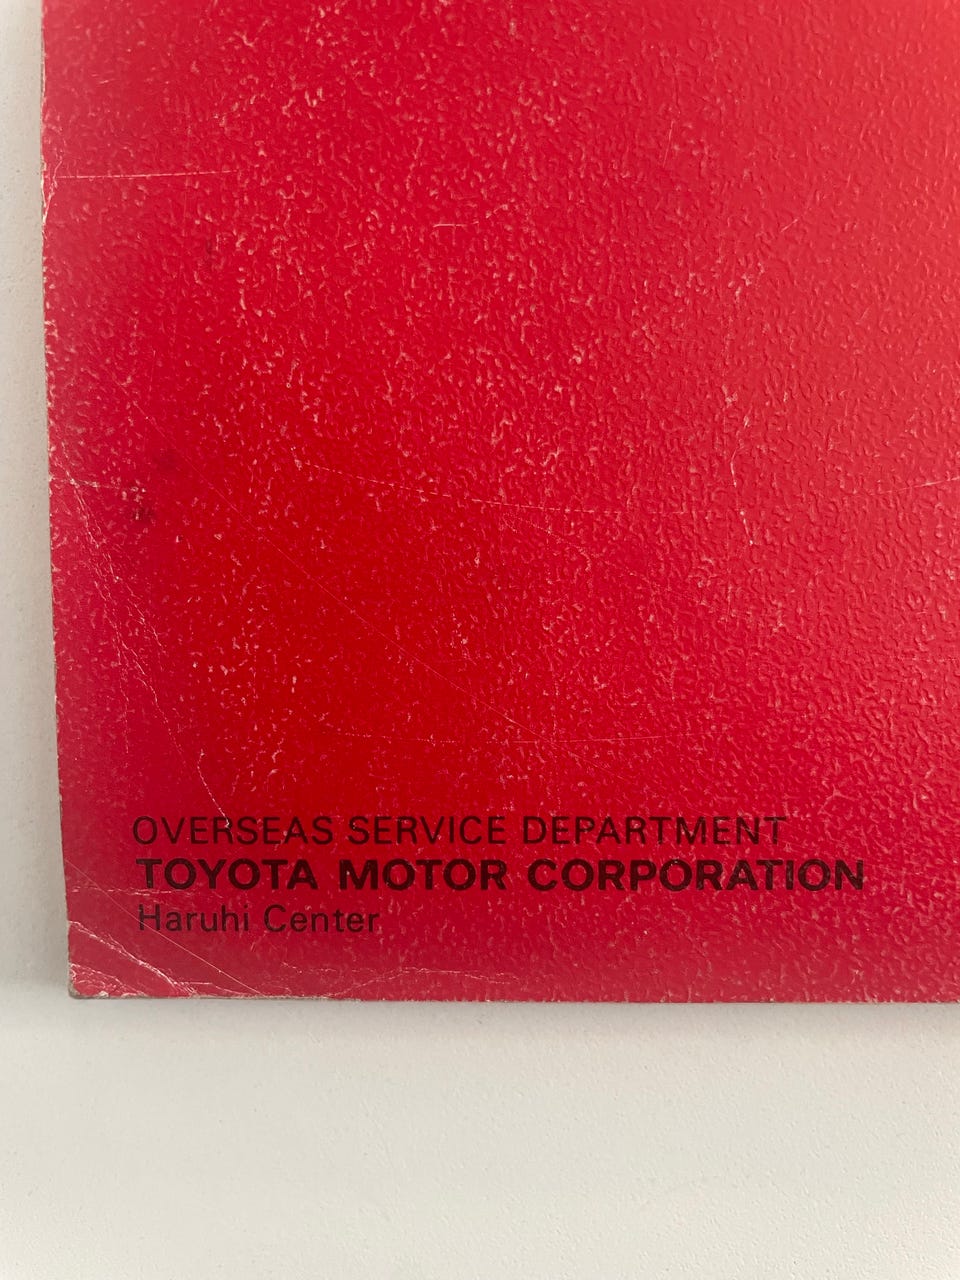 OVERSEAS SERVICE DEPARTMENT
TOYOTA MOTOR CORPORATION
Haruhi Center